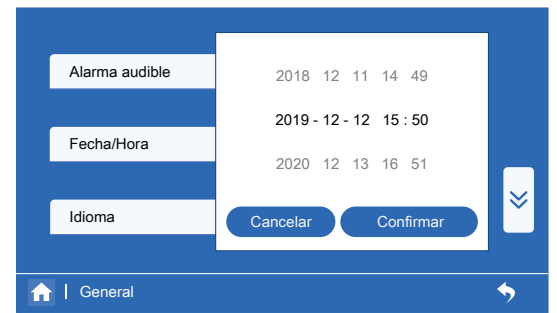 Alarma audible
2018 12 11 14 49
2019 - 12 - 12 15 : 50
Fecha/Hora
2020 12 13 16 51
Idioma
Cancelar
Confirmar
General